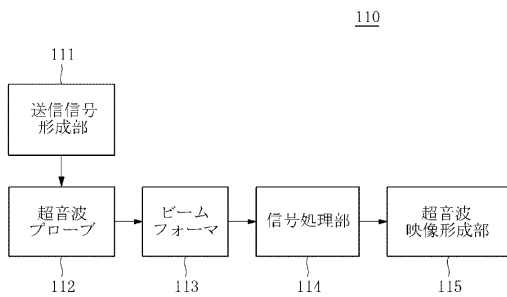 110
111
送信信号
形成部
超音波
プローブ
ビーム
フォーマ
信号処理部
超音波
映像形成部
112
113
114
115